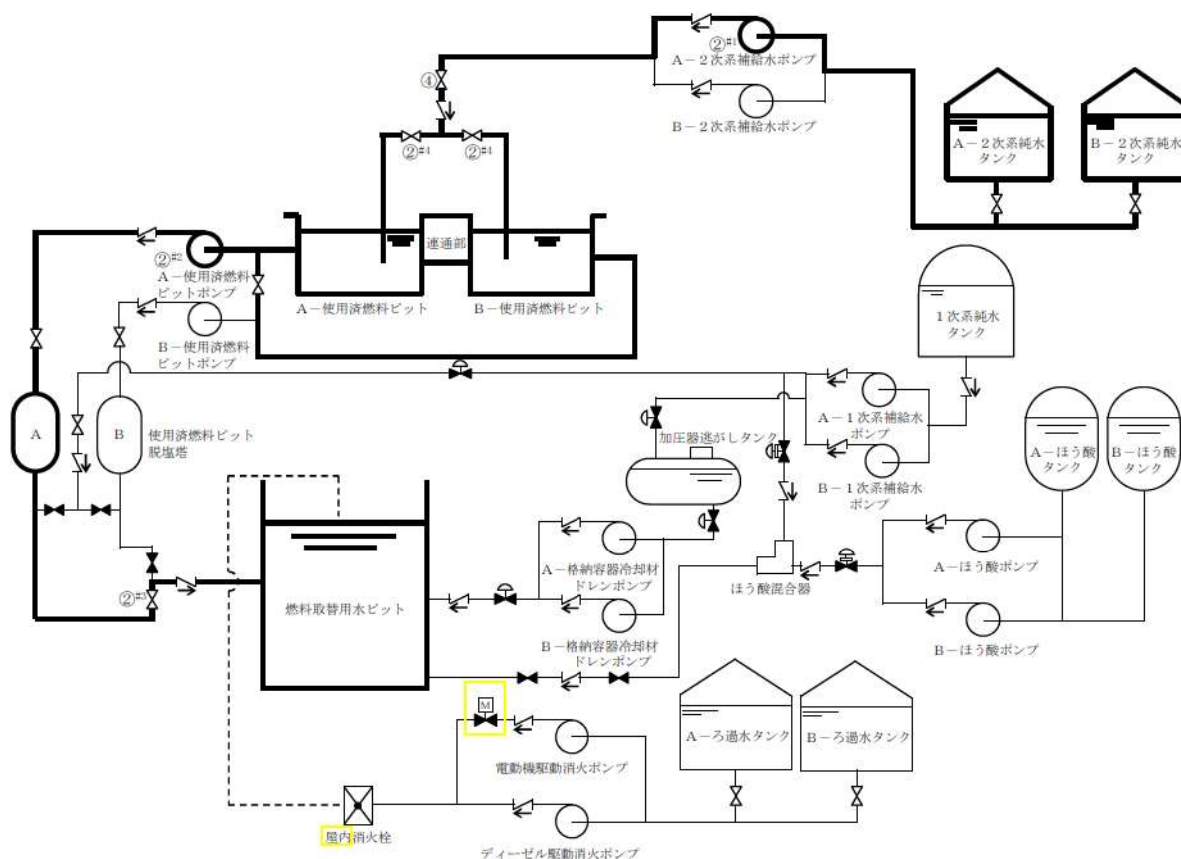 ②#1
A-2次系補給水ポンプ
④
B-2次系補給水ポンプ
②#4
②#4
A-2次系純水
タンク
B-2次系純水
タンク
連通部
②#2
A-使用済燃料
ピットポンプ
A-使用済燃料ピット
B-使用済燃料ピット
1次系純水
タンク
B-使用済燃料
ピットポンプ
A
B
使用済燃料ピット
脱塩塔
A-1次系補給水
ポンプ
加圧器逃がしタンク
A-ほう酸
タンク
B-ほう酸
タンク
B-1次系補給水
ポンプ
A-格納容器冷却材
ドレンポンプ
ほう酸混合器
A-ほう酸ポンプ
②#3
燃料取替用水ピット
B-格納容器冷却材
ドレンポンプ
B-ほう酸ポンプ
M
A-ろ過水タンク
B-ろ過水タンク
電動機駆動消火ポンプ
屋内消火栓
ディーゼル駆動消火ポンプ